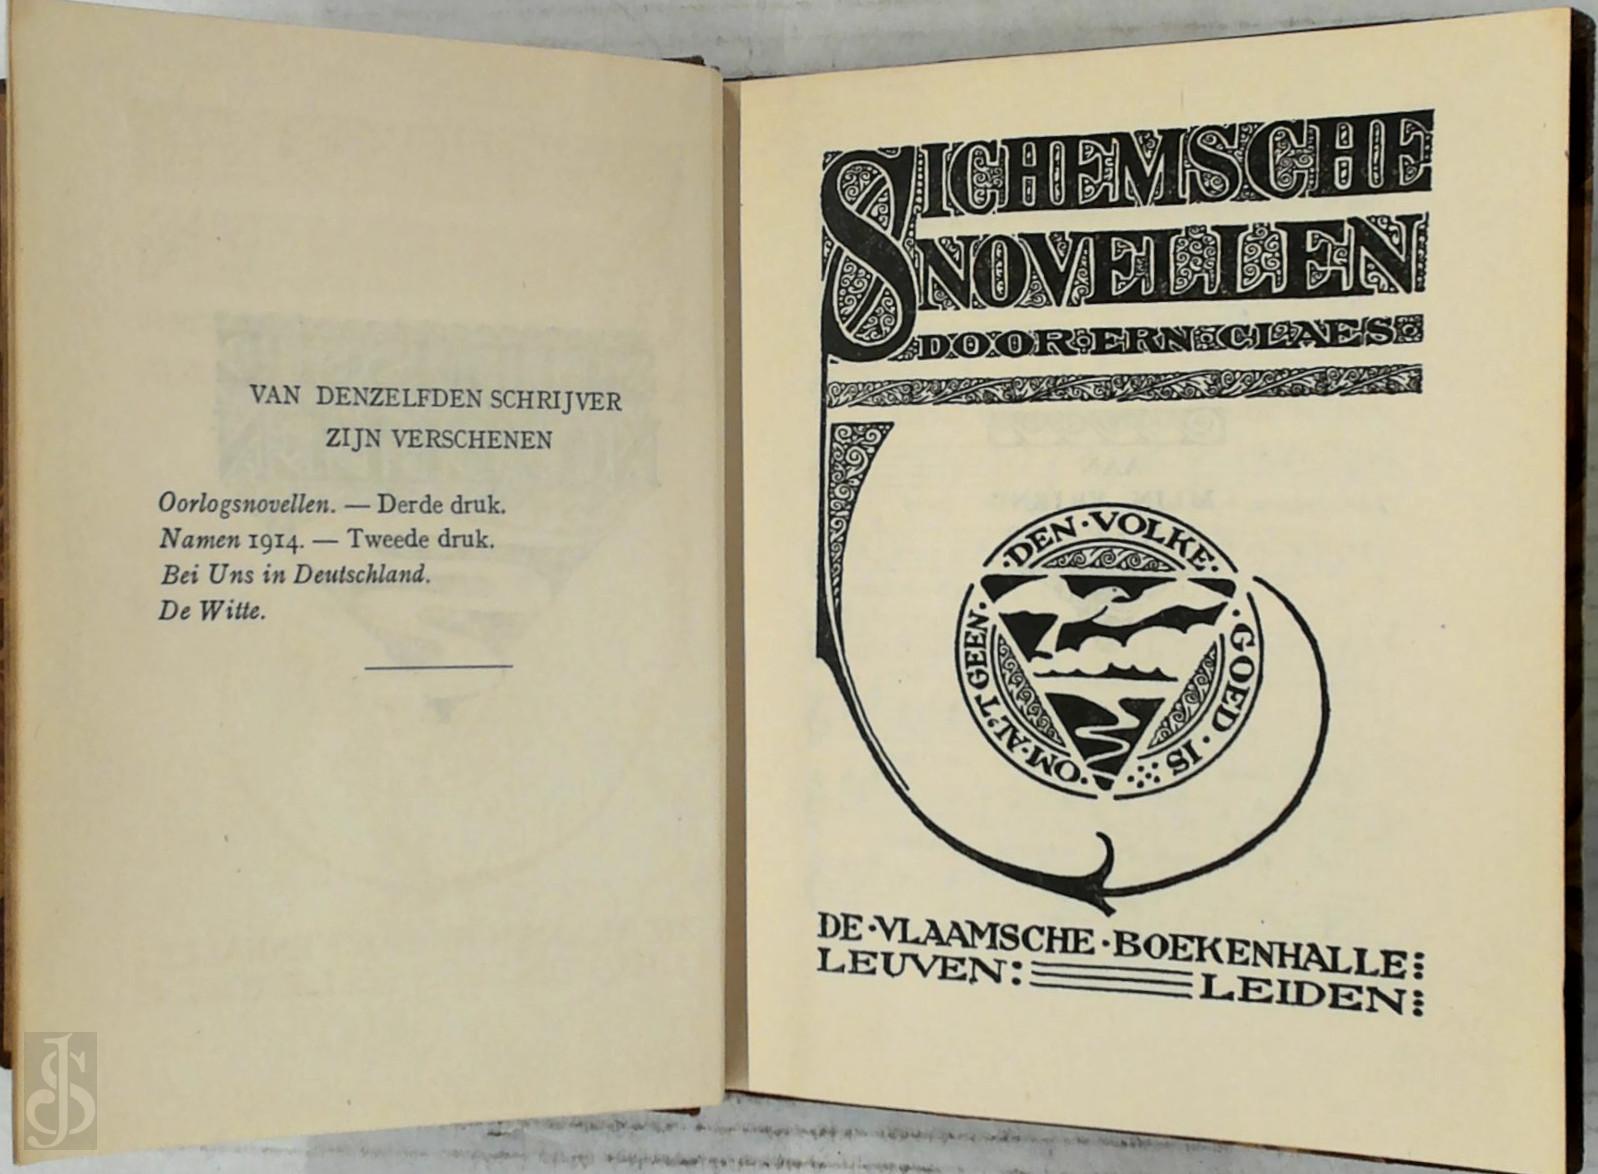 VAN DENZELFDEN SCHRIJVER
ZIJN VERSCHENEN
Oorlogsnovellen. — Derde druk.
Namen 1914. — Tweede druk.
Bei Uns in Deutschland.
De Witte.
SICHEMSCHE
NOVELLEN
DOOR ERN CLAES
OM·AL'TGEEN·DEN·VOLKE·GOED·IS
DE·VLAAMSCHE·BOEKENHALLE
LEUVEN: LEIDEN